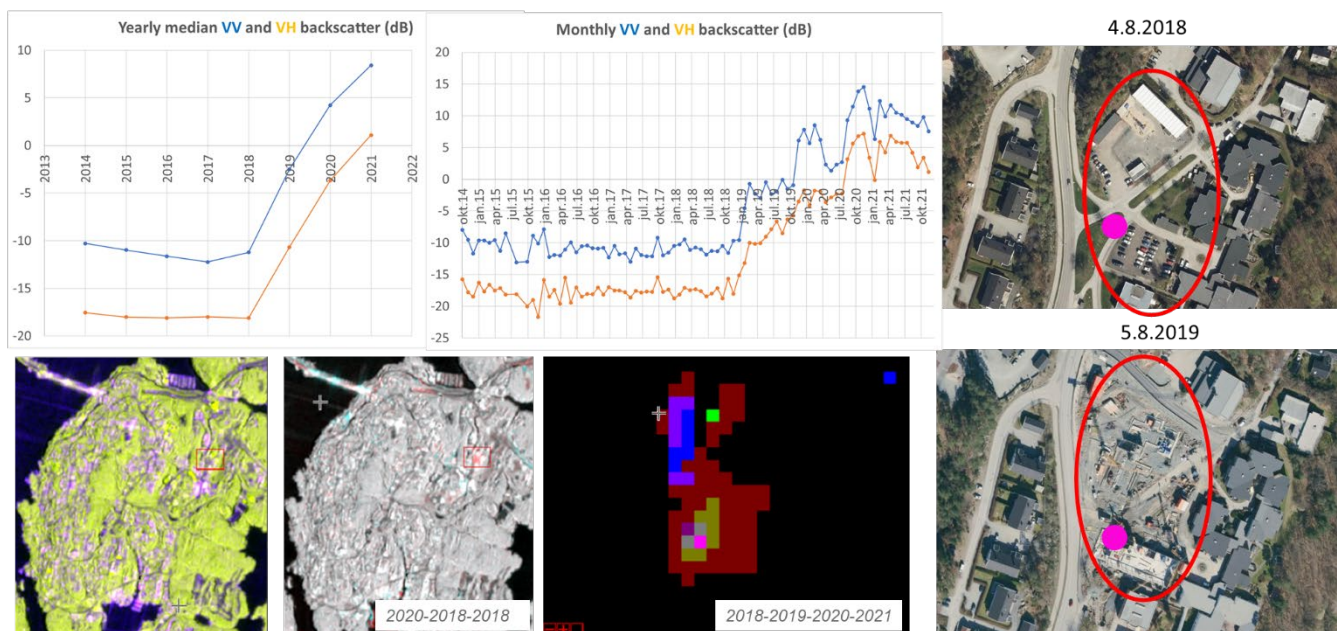 Yearly median VV and VH backscatter (dB)
10
5
0
-5
-10
-15
-20
2013
2014
2015
2016
2017
2018
2019
2020
2021
2022
Monthly VV and VH backscatter (dB)
20
15
10
5
0
-5
-10
-15
-20
-25
okt.14
jan.15
apr.15
jul.15
okt.15
jan.16
apr.16
jul.16
okt.16
jan.17
apr.17
jul.17
okt.17
jan.18
apr.18
jul.18
okt.18
jan.19
apr.19
jul.19
okt.19
jan.20
apr.20
jul.20
okt.20
jan.21
apr.21
jul.21
okt.21
4.8.2018
5.8.2019
2020-2018-2018
2018-2019-2020-2021